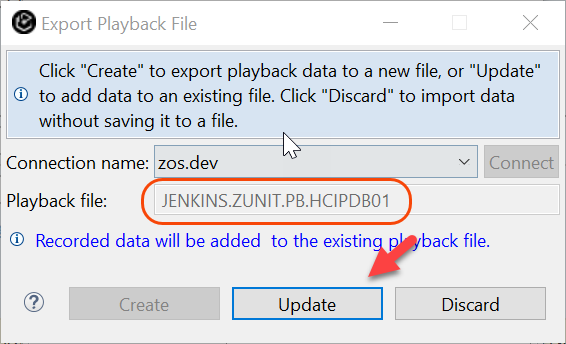 Export Playback File
Click "Create" to export playback data to a new file, or "Update"
to add data to an existing file. Click "Discard" to import data
without saving it to a file.
Connection name: zos.dev Connect
Playback file: JENKINS.ZUNIT.PB.HCIPDB01
Recorded data will be added  to the existing playback file.
Create Update Discard